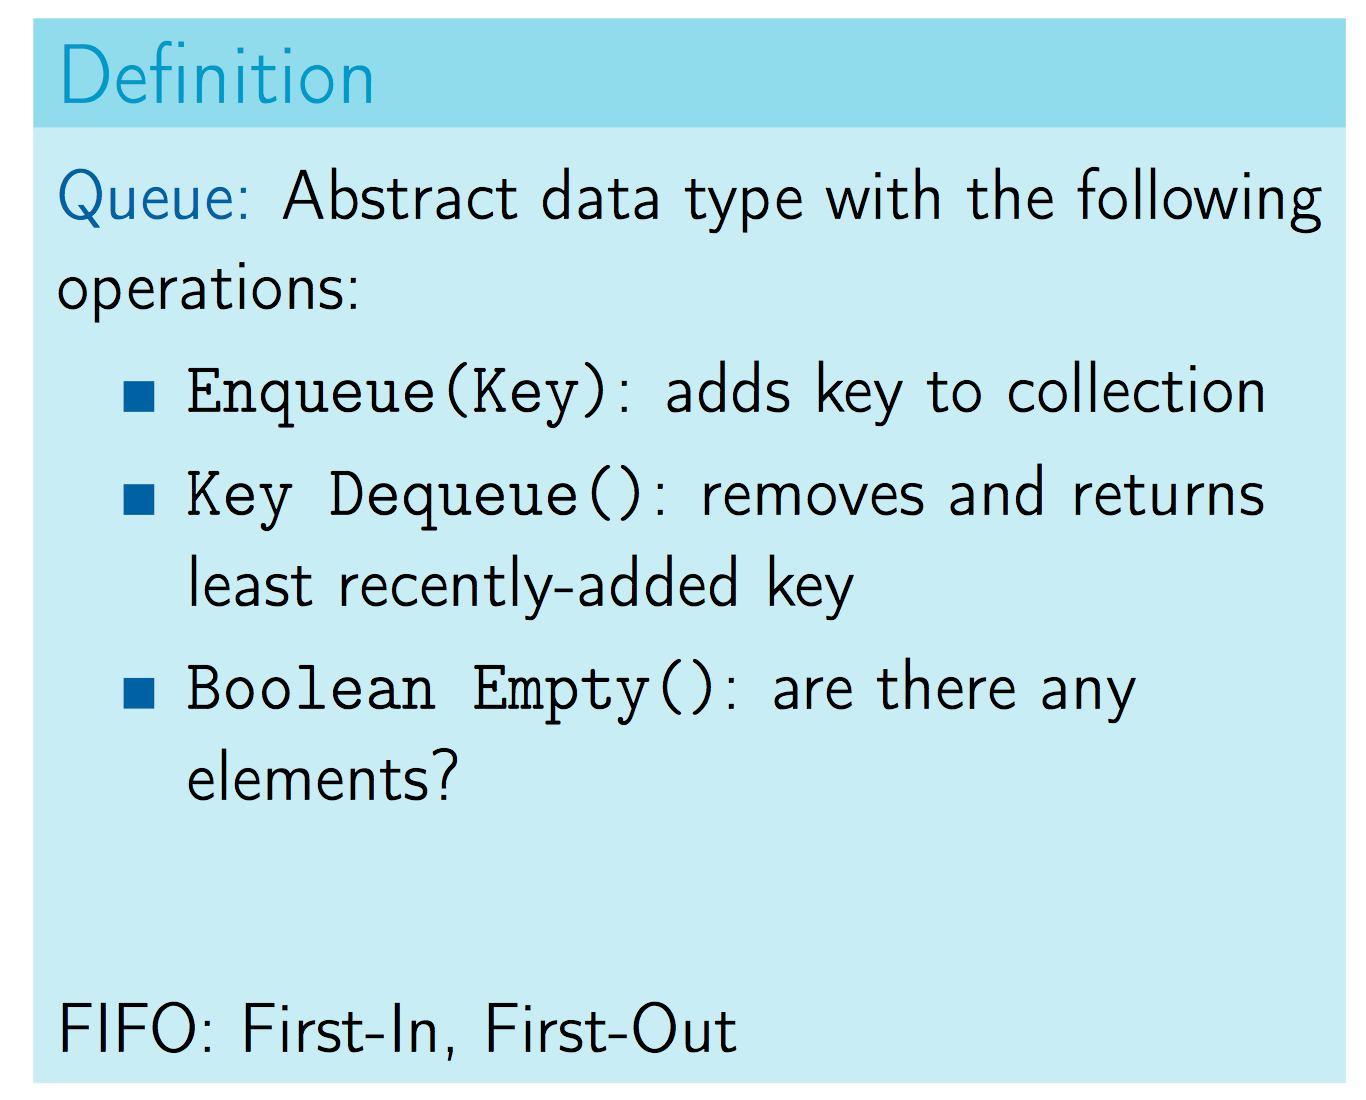 Definition
Queue: Abstract data type with the following
operations:
■ Enqueue(Key): adds key to collection
■ Key Dequeue(): removes and returns
least recently-added key
■ Boolean Empty(): are there any
elements?
FIFO: First-In, First-Out